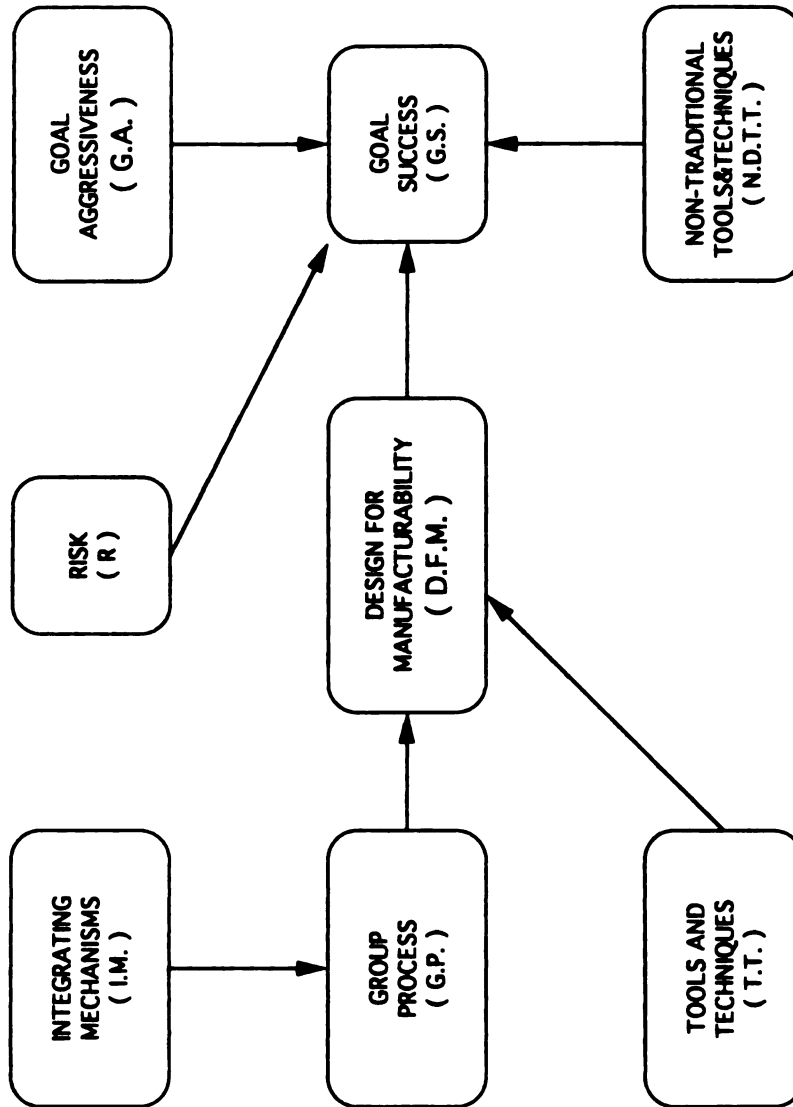 INTEGRATING
MECHANISMS
( I.M. )
RISK
( R )
GOAL
AGGRESSIVENESS
( G.A. )
GROUP
PROCESS
( G.P. )
DESIGN FOR
MANUFACTURABILITY
( D.F.M. )
GOAL
SUCCESS
( G.S. )
TOOLS AND
TECHNIQUES
( T.T. )
NON-TRADITIONAL
TOOLS&TECHNIQUES
( N.D.T.T. )